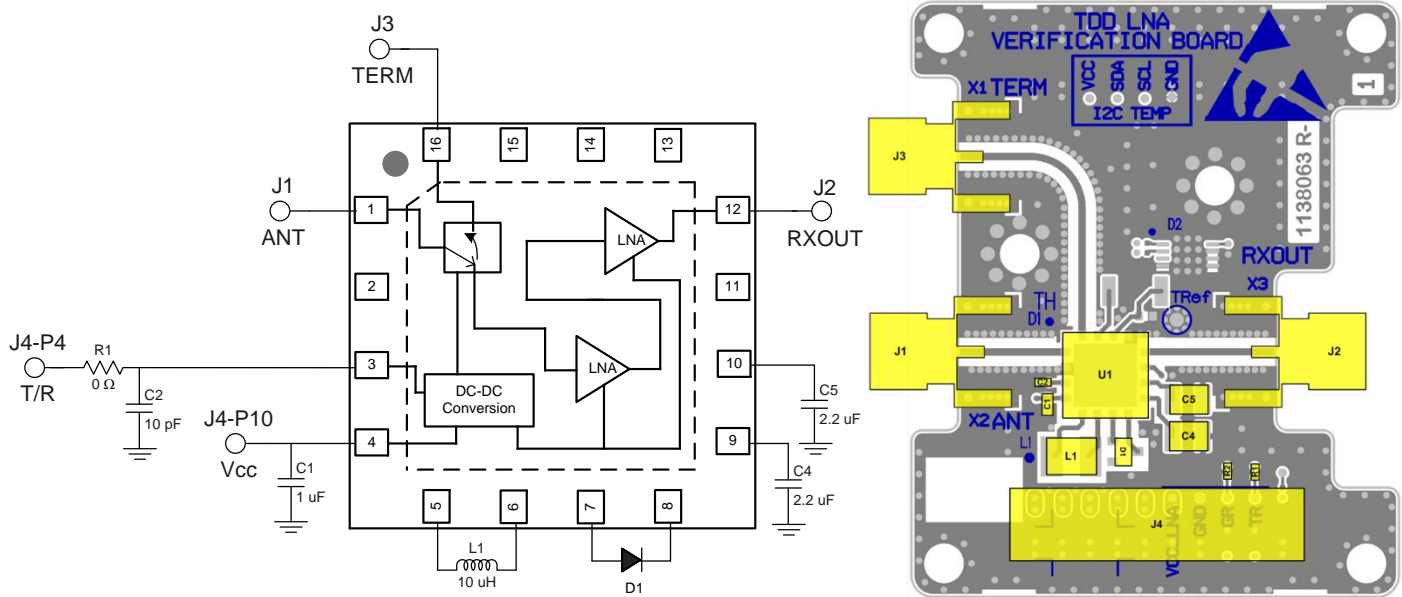 J3
TERM
16
15
14
13
J1
ANT
1
2
3
4
12
11
10
9
J2
RXOUT
LNA
LNA
DC-DC
Conversion
J4-P4
T/R
R1
0 Ω
C2
10 pF
J4-P10
Vcc
C1
1 uF
C5
2.2 uF
C4
2.2 uF
5
6
7
8
L1
10 uH
D1
TDD LNA
VERIFICATION BOARD
VCC
SDA
SCL
GND
I2C TEMP
X1 TERM
1
1138063 R-
J3
D2
RXOUT
X3
TH
D1
TRef
J1
U1
J2
C2
C1
C5
C4
X2 ANT
L1
L1
D1
R2
R1
J4
VCC_LNA
GND
GR
TR